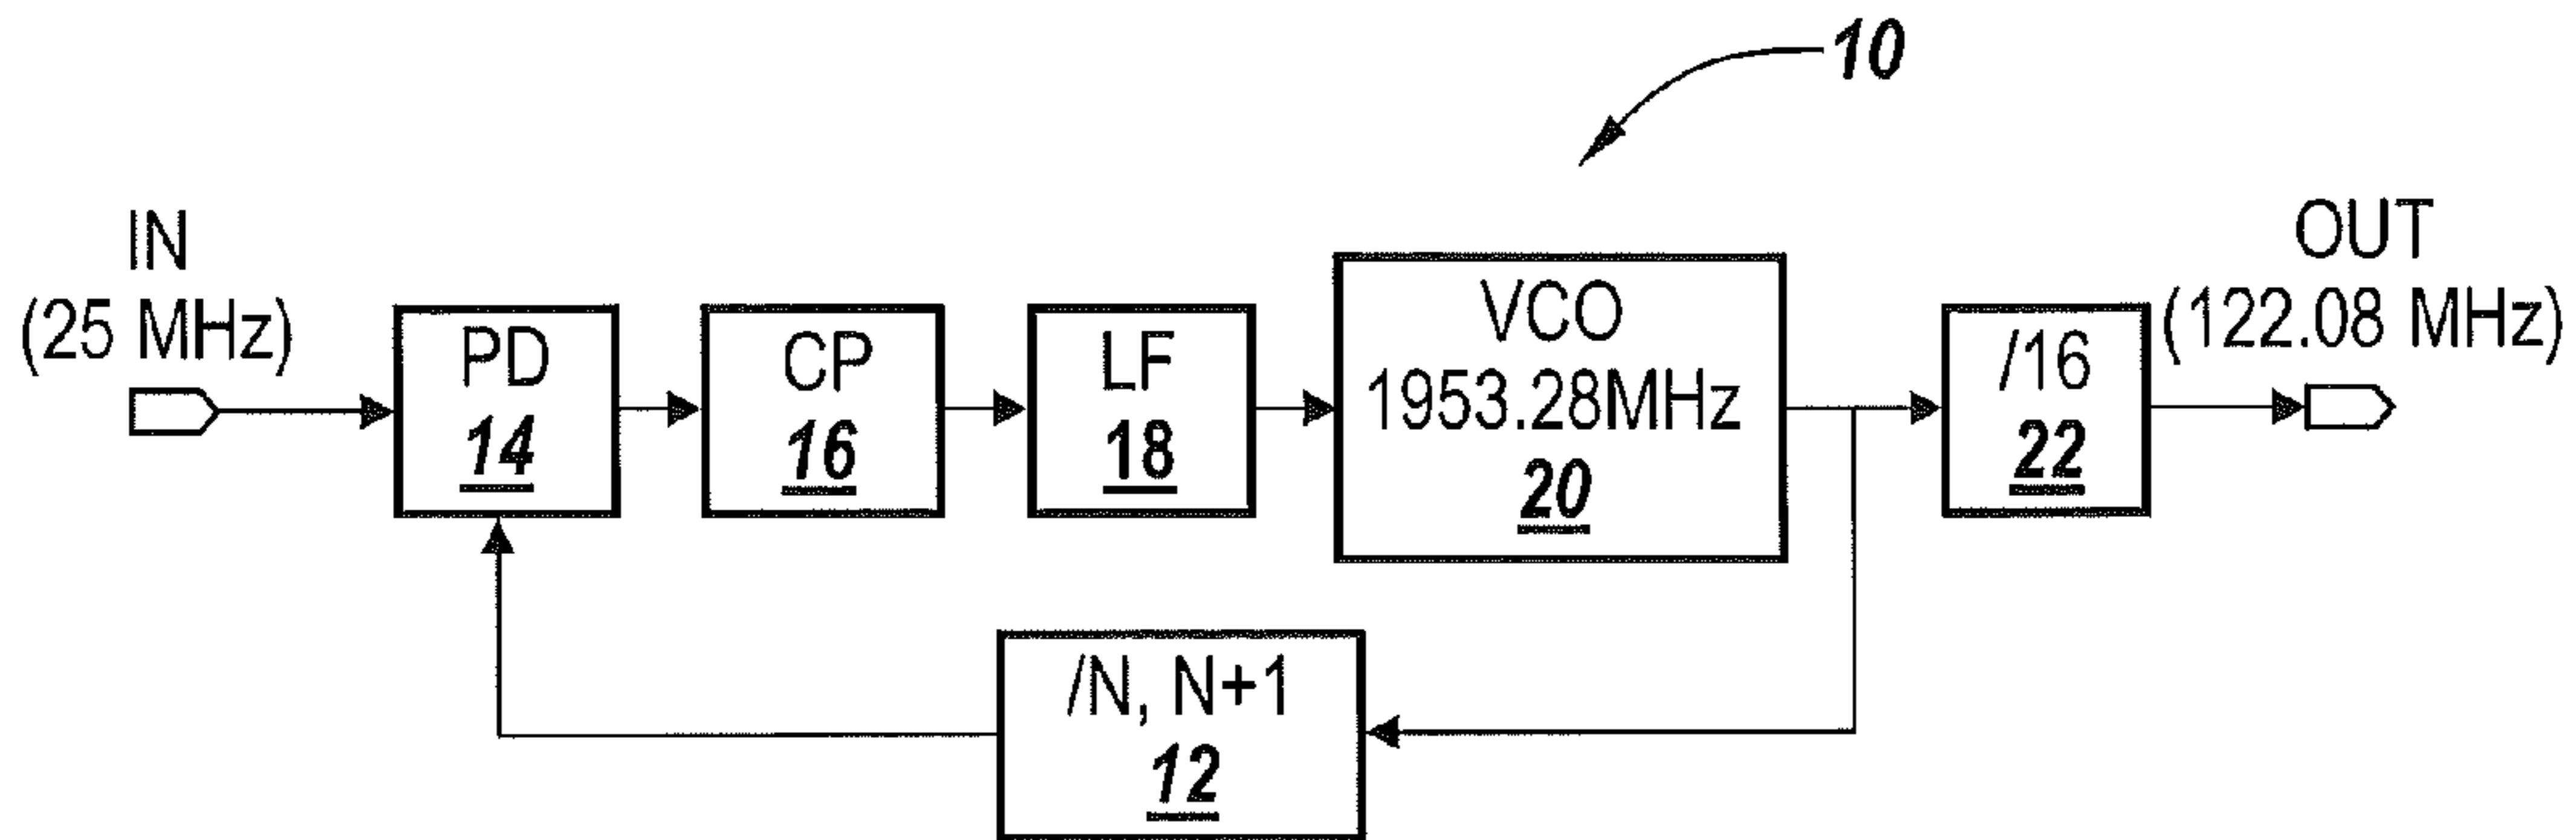 10
IN
(25 MHz)
PD
14
CP
16
LF
18
VCO
1953.28MHz
20
/16
22
OUT
(122.08 MHz)
/N, N+1
12